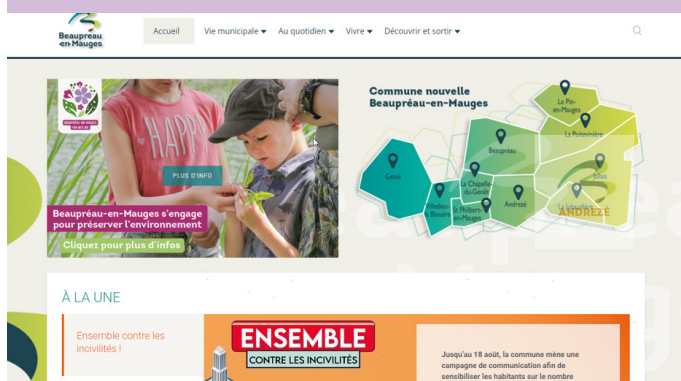 Beaupreau
en-Mauges
Accueil
Vie municipale
Au quotidien
Vivre
Découvrir et sortir
HAPPY
PLUS D'INFO
Beaupréau-en-Mauges s'engage
pour préserver l'environnement
Cliquez pour plus d'infos
Commune nouvelle
Beaupréau-en-Mauges
Le Pin-
en-Mauges
La Poitevinière
Beaupréau
Gesté
La Chapelle-
du-Genêt
Jallais
Villedieu-
la-Blouère
St Philbert-
en-Mauges
Andrezé
La Jubaudière
ANDREZÉ
À LA UNE
Ensemble contre les
incivilités !
ENSEMBLE
CONTRE LES INCIVILITÉS
Jusqu'au 18 août, la commune mène une
campagne de communication afin de
sensibiliser les habitants sur le nombre